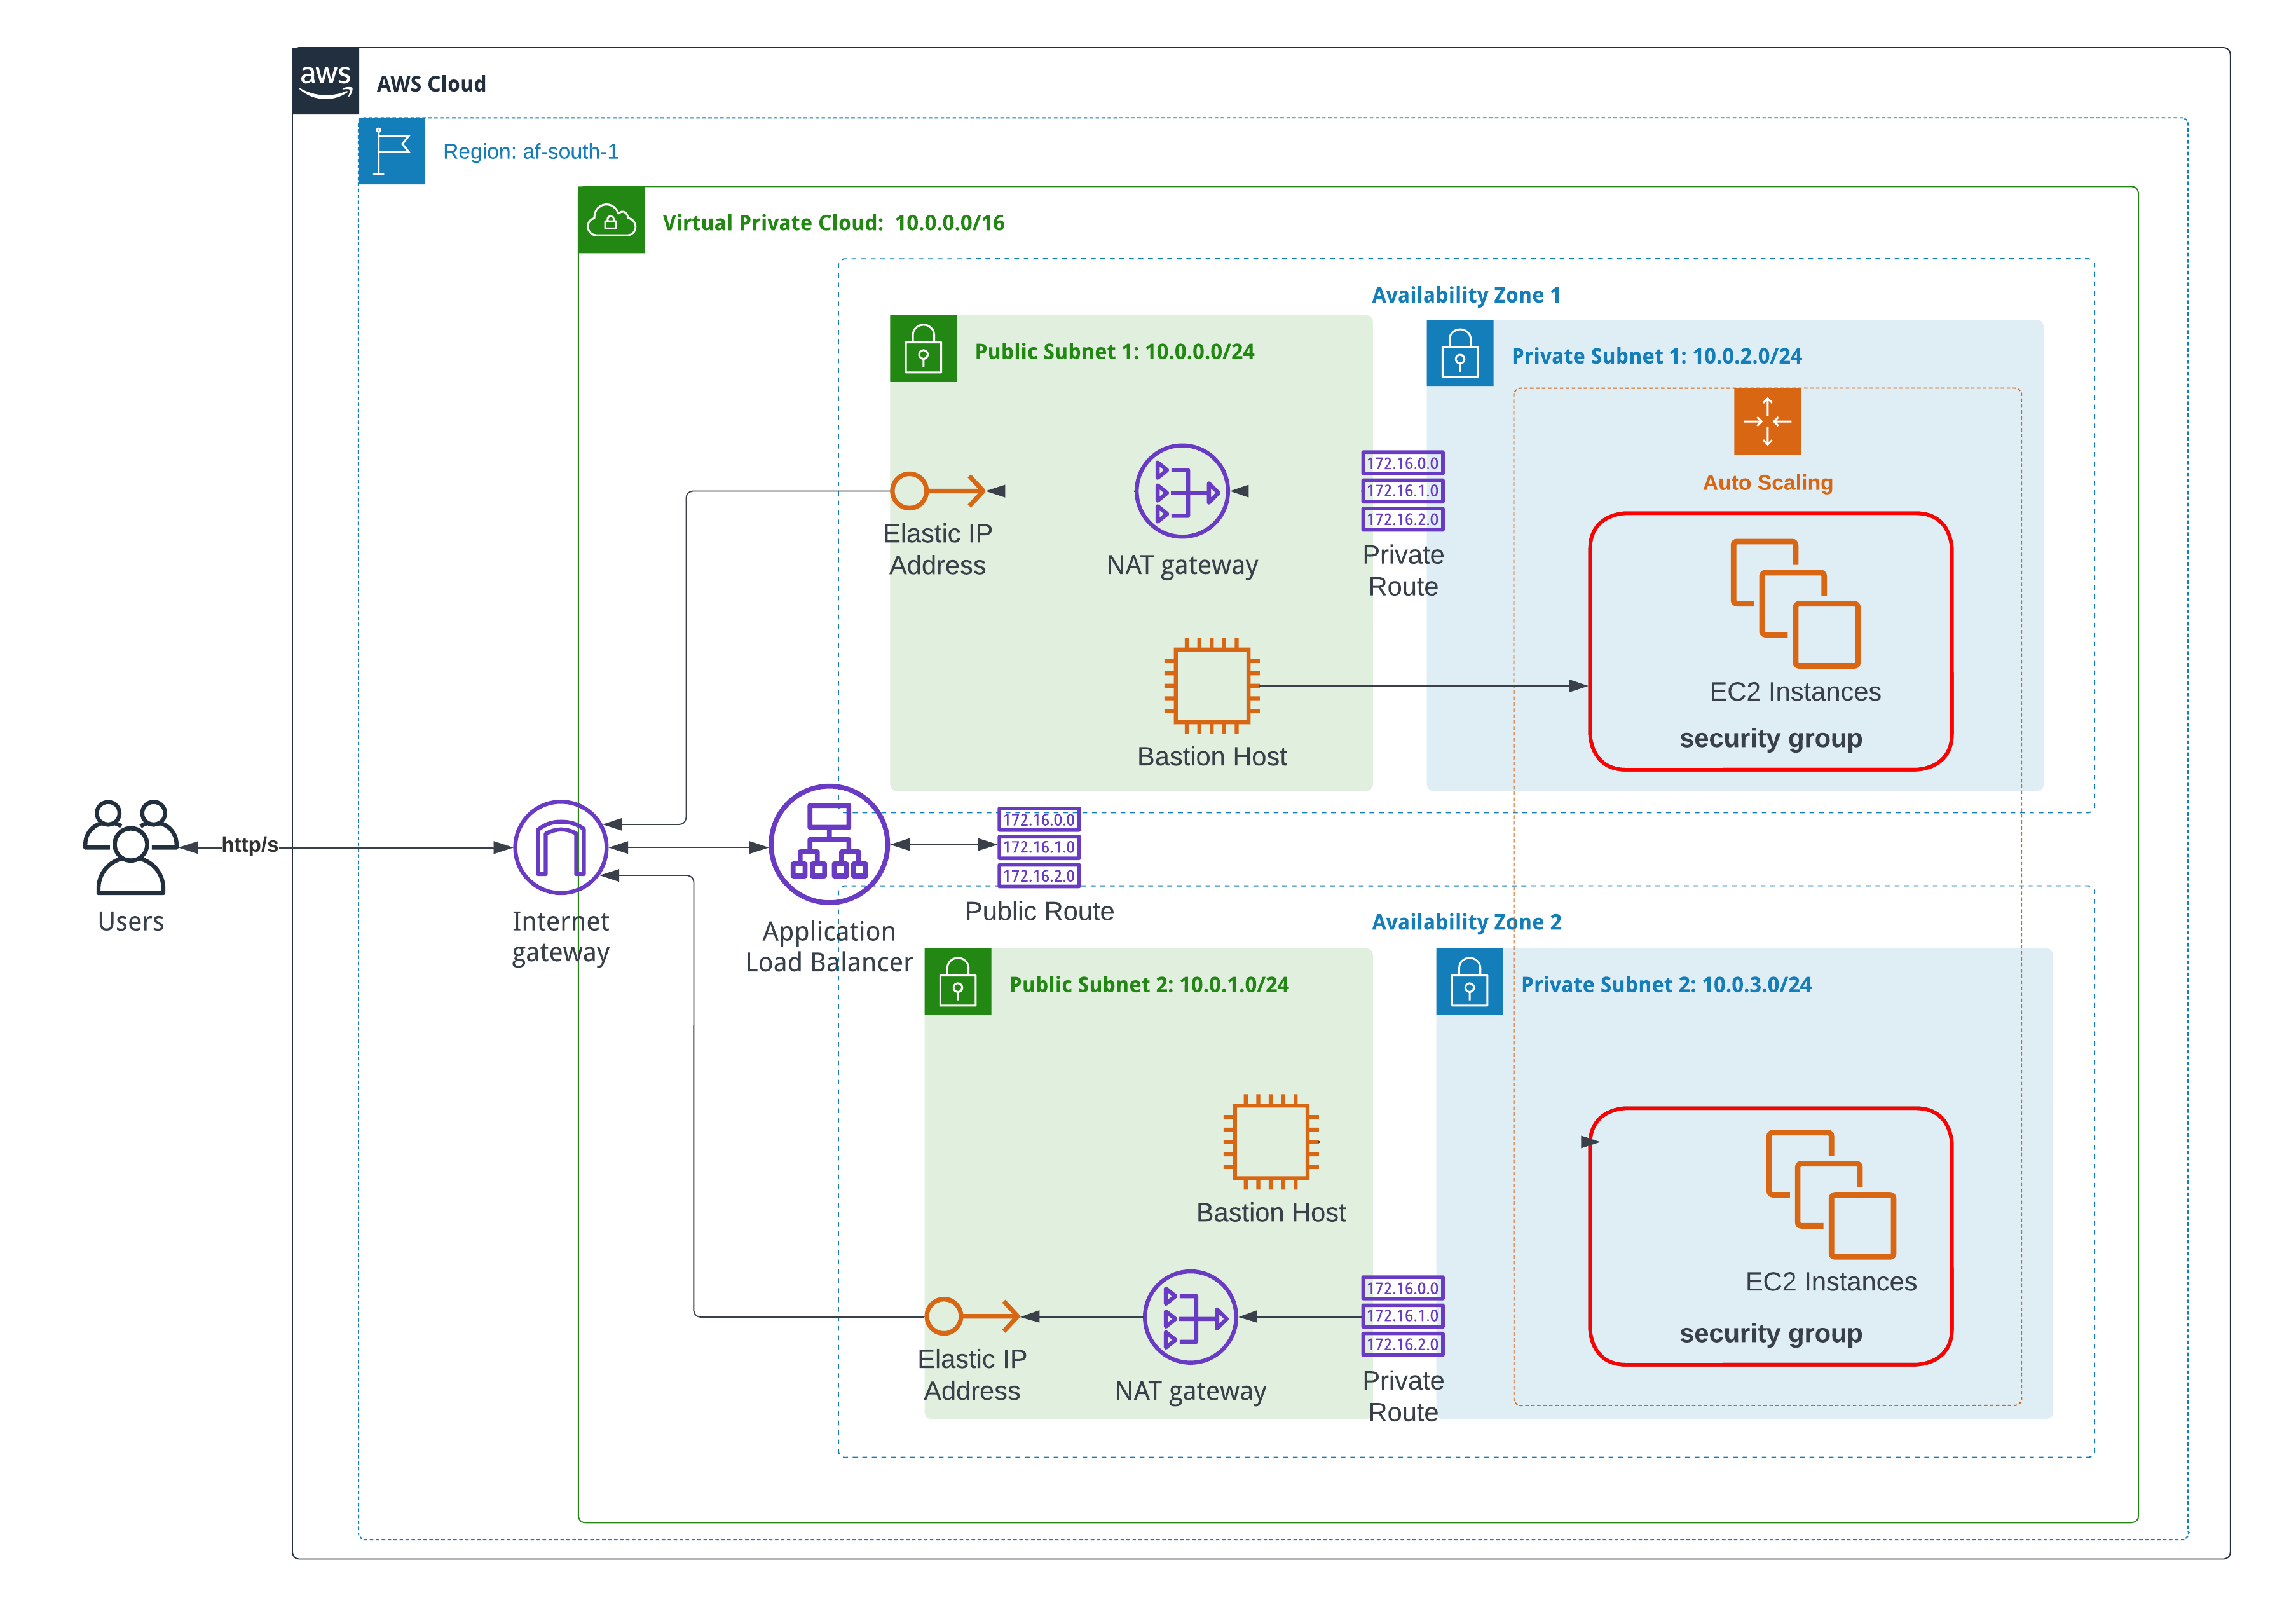 aws
AWS Cloud
Region: af-south-1
Virtual Private Cloud:  10.0.0.0/16
Availability Zone 1
Public Subnet 1: 10.0.0.0/24
Private Subnet 1: 10.0.2.0/24
Auto Scaling
172.16.0.0
172.16.1.0
172.16.2.0
Private
Route
Elastic IP
Address
NAT gateway
EC2 Instances
security group
Bastion Host
http/s
Users
Internet
gateway
Application
Load Balancer
172.16.0.0
172.16.1.0
172.16.2.0
Public Route
Availability Zone 2
Public Subnet 2: 10.0.1.0/24
Private Subnet 2: 10.0.3.0/24
Bastion Host
EC2 Instances
security group
172.16.0.0
172.16.1.0
172.16.2.0
Private
Route
Elastic IP
Address
NAT gateway